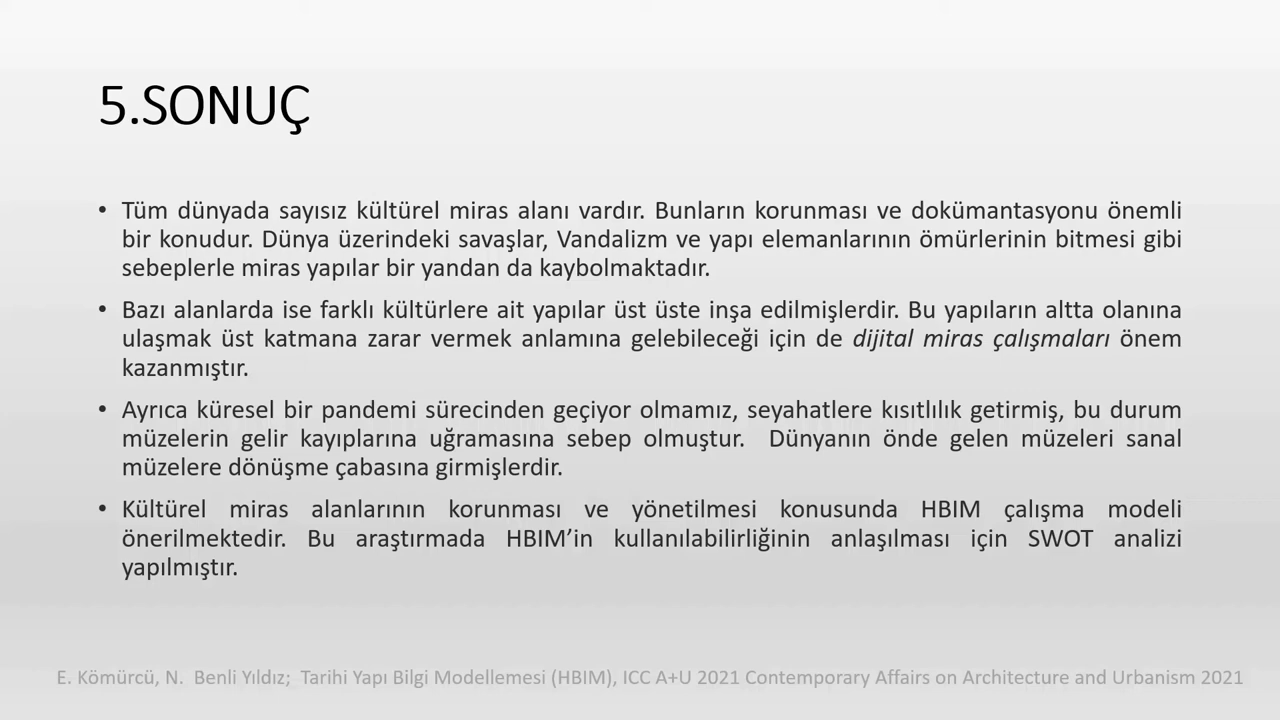 5.SONUÇ
• Tüm dünyada sayısız kültürel miras alanı vardır. Bunların korunması ve dokümantasyonu önemli
bir konudur. Dünya üzerindeki savaşlar, Vandalizm ve yapı elemanlarının ömürlerinin bitmesi gibi
sebeplerle miras yapılar bir yandan da kaybolmaktadır.
• Bazı alanlarda ise farklı kültürlere ait yapılar üst üste inşa edilmişlerdir. Bu yapıların altta olanına
ulaşmak üst katmana zarar vermek anlamına gelebileceği için de dijital miras çalışmaları önem
kazanmıştır.
• Ayrıca küresel bir pandemi sürecinden geçiyor olmamız, seyahatlere kısıtlılık getirmiş, bu durum
müzelerin gelir kayıplarına uğramasına sebep olmuştur.  Dünyanın önde gelen müzeleri sanal
müzelere dönüşme çabasına girmişlerdir.
• Kültürel miras alanlarının korunması ve yönetilmesi konusunda HBIM çalışma modeli
önerilmektedir. Bu araştırmada HBIM’in kullanılabilirliğinin anlaşılması için SWOT analizi
yapılmıştır.
E. Kömürcü, N.  Benli Yıldız;  Tarihi Yapı Bilgi Modellemesi (HBIM), ICC A+U 2021 Contemporary Affairs on Architecture and Urbanism 2021